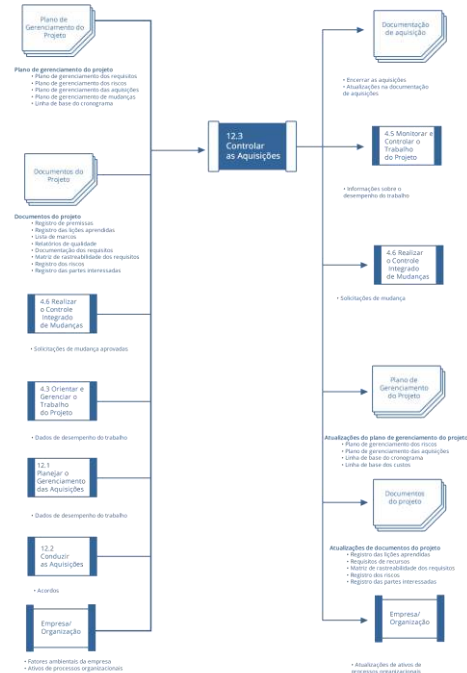 Plano de
Gerenciamento do
Projeto
Plano de gerenciamento do projeto
• Plano de gerenciamento dos requisitos
• Plano de gerenciamento dos riscos
• Plano de gerenciamento das aquisições
• Plano de gerenciamento de mudanças
• Linha de base do cronograma
Documentos do
Projeto
Documentos do projeto
• Registro de premissas
• Registro das lições aprendidas
• Lista de marcos
• Relatórios de qualidade
• Documentação dos requisitos
• Matriz de rastreabilidade dos requisitos
• Registro dos riscos
• Registro das partes interessadas
4.6 Realizar
o Controle
Integrado
de Mudanças
• Solicitações de mudança aprovadas
4.3 Orientar e
Gerenciar o
Trabalho
do Projeto
• Dados de desempenho do trabalho
12.1
Planejar o
Gerenciamento
das Aquisições
• Dados de desempenho do trabalho
12.2
Conduzir
as Aquisições
• Acordos
Empresa/
Organização
• Fatores ambientais da empresa
• Ativos de processos organizacionais
12.3
Controlar
as Aquisições
Documentação
de aquisição
• Encerrar as aquisições
• Atualizações na documentação
de aquisições
4.5 Monitorar e
Controlar o
Trabalho
do Projeto
• Informações sobre o
desempenho do trabalho
4.6 Realizar
o Controle
Integrado
de Mudanças
• Solicitações de mudança
Plano de
Gerenciamento
do Projeto
Atualizações do plano de gerenciamento do projeto
• Plano de gerenciamento dos riscos
• Plano de gerenciamento das aquisições
• Linha de base do cronograma
• Linha de base dos custos
Documentos
do projeto
Atualizações de documentos do projeto
• Registro das lições aprendidas
• Requisitos de recursos
• Matriz de rastreabilidade dos requisitos
• Registro dos riscos
• Registro das partes interessadas
Empresa/
Organização
• Atualizações de ativos de
processos organizacionais